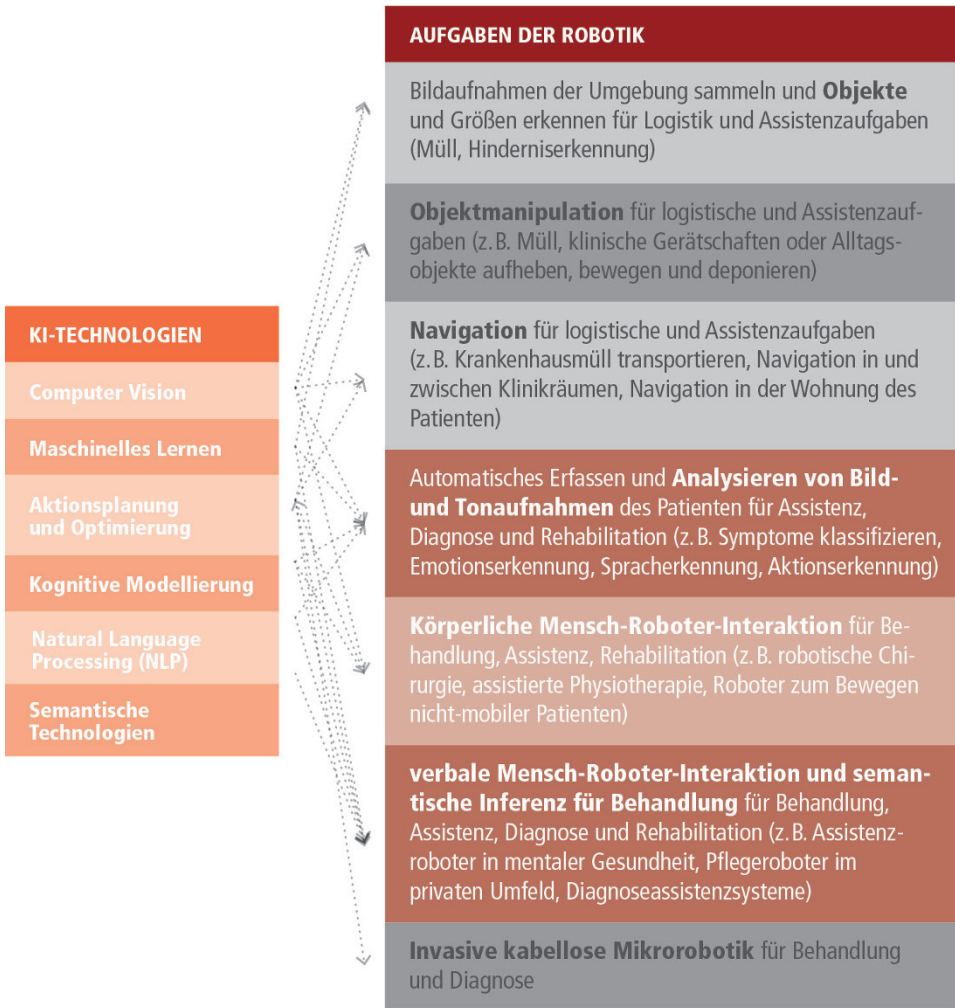 KI-TECHNOLOGIEN
Computer Vision
Maschinelles Lernen
Aktionsplanung
und Optimierung
Kognitive Modellierung
Natural Language
Processing (NLP)
Semantische
Technologien
AUFGABEN DER ROBOTIK
Bildaufnahmen der Umgebung sammeln und Objekte
und Größen erkennen für Logistik und Assistenzaufgaben
(Müll, Hinderniserkennung)
Objektmanipulation für logistische und Assistenzauf-
gaben (z. B. Müll, klinische Gerätschaften oder Alltags-
objekte aufheben, bewegen und deponieren)
Navigation für logistische und Assistenzaufgaben
(z. B. Krankenhausmüll transportieren, Navigation in und
zwischen Klinikräumen, Navigation in der Wohnung des
Patienten)
Automatisches Erfassen und Analysieren von Bild-
und Tonaufnahmen des Patienten für Assistenz,
Diagnose und Rehabilitation (z. B. Symptome klassifizieren,
Emotionserkennung, Spracherkennung, Aktionserkennung)
Körperliche Mensch-Roboter-Interaktion für Be-
handlung, Assistenz, Rehabilitation (z. B. robotische Chi-
rurgie, assistierte Physiotherapie, Roboter zum Bewegen
nicht-mobiler Patienten)
verbale Mensch-Roboter-Interaktion und seman-
tische Inferenz für Behandlung für Behandlung,
Assistenz, Diagnose und Rehabilitation (z. B. Assistenz-
roboter in mentaler Gesundheit, Pflegeroboter im
privaten Umfeld, Diagnoseassistenzsysteme)
Invasive kabellose Mikrorobotik für Behandlung
und Diagnose